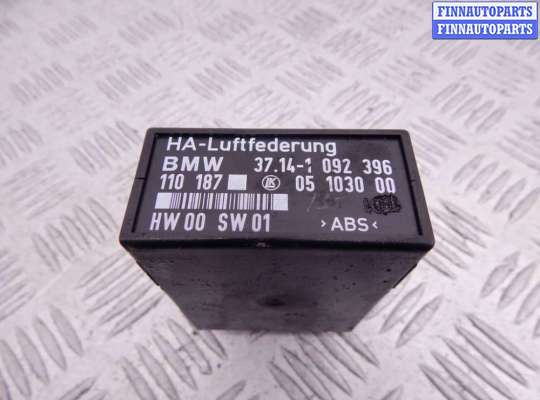 FINNAUTOPARTS
FINNAUTOPARTS
HA-Luftfederung
BMW 37.14-1 092 396
110 187 LK 05 1030 00
HW 00 SW 01 >ABS<